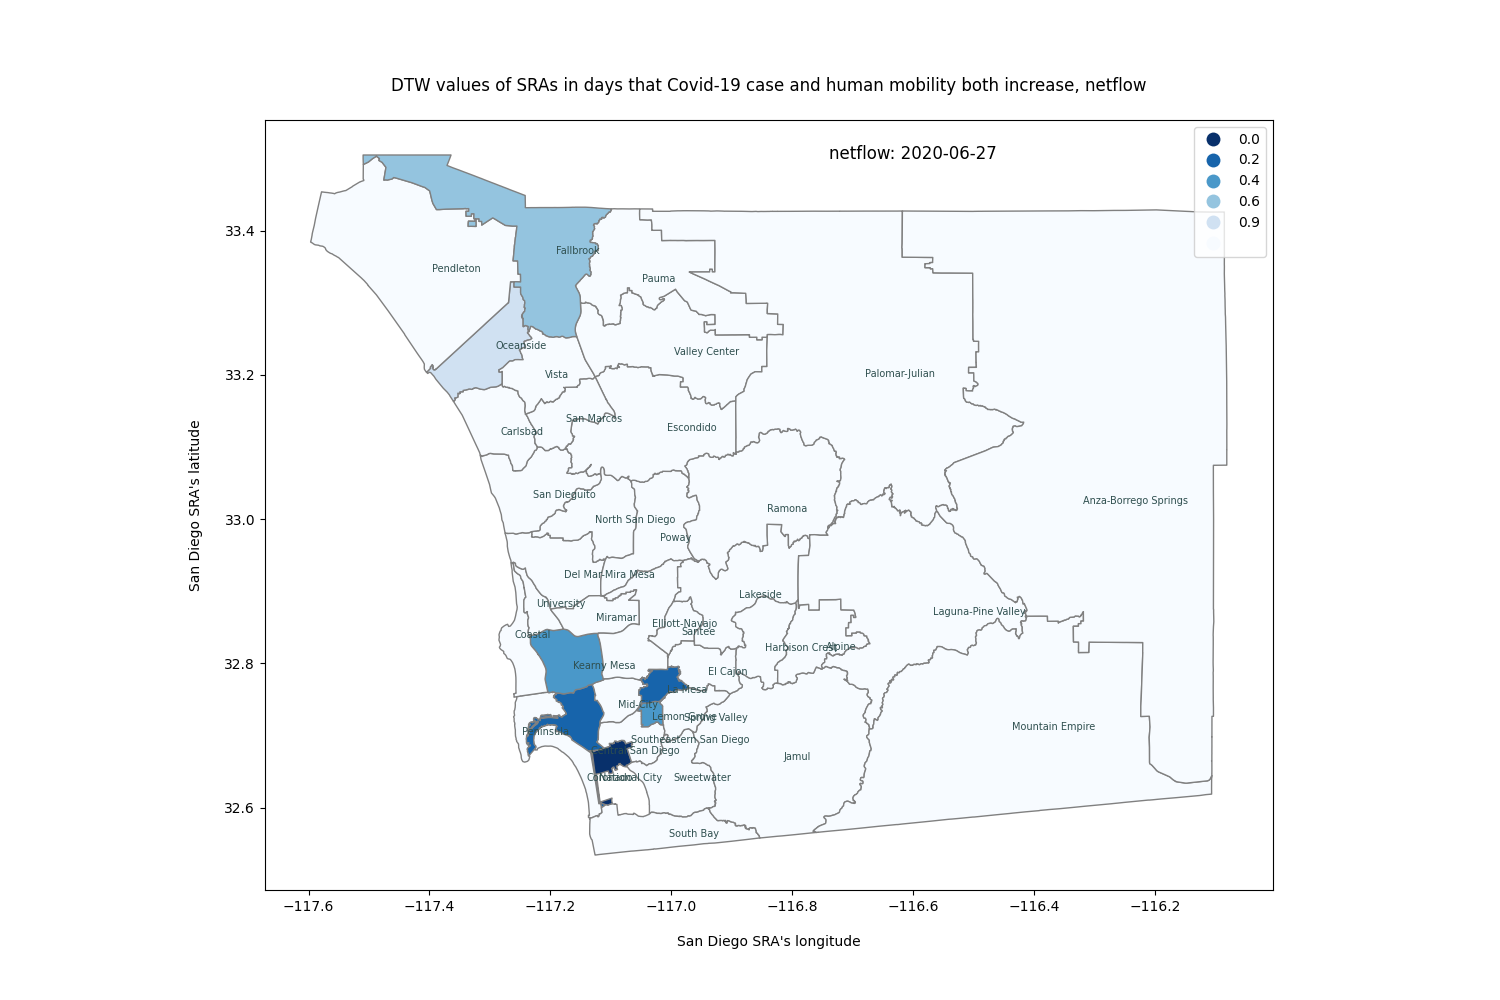 DTW values of SRAs in days that Covid-19 case and human mobility both increase, netflow
netflow: 2020-06-27
0.0
0.2
0.4
0.6
0.9
33.4
33.2
33.0
32.8
32.6
San Diego SRA's latitude
Fallbrook
Pendleton
Pauma
Oceanside
Valley Center
Vista
Palomar-Julian
San Marcos
Carlsbad
Escondido
San Dieguito
Anza-Borrego Springs
Ramona
North San Diego
Poway
Del Mar-Mira Mesa
Lakeside
University
Laguna-Pine Valley
Miramar
Elliott-Navajo
Santee
Coastal
Harbison Crest
Alpine
Kearny Mesa
El Cajon
La Mesa
Mid-City
Lemon Grove
Spring Valley
Mountain Empire
Peninsula
Southeastern San Diego
Central San Diego
Jamul
Coronado
National City
Sweetwater
South Bay
−117.6
−117.4
−117.2
−117.0
−116.8
−116.6
−116.4
−116.2
San Diego SRA's longitude